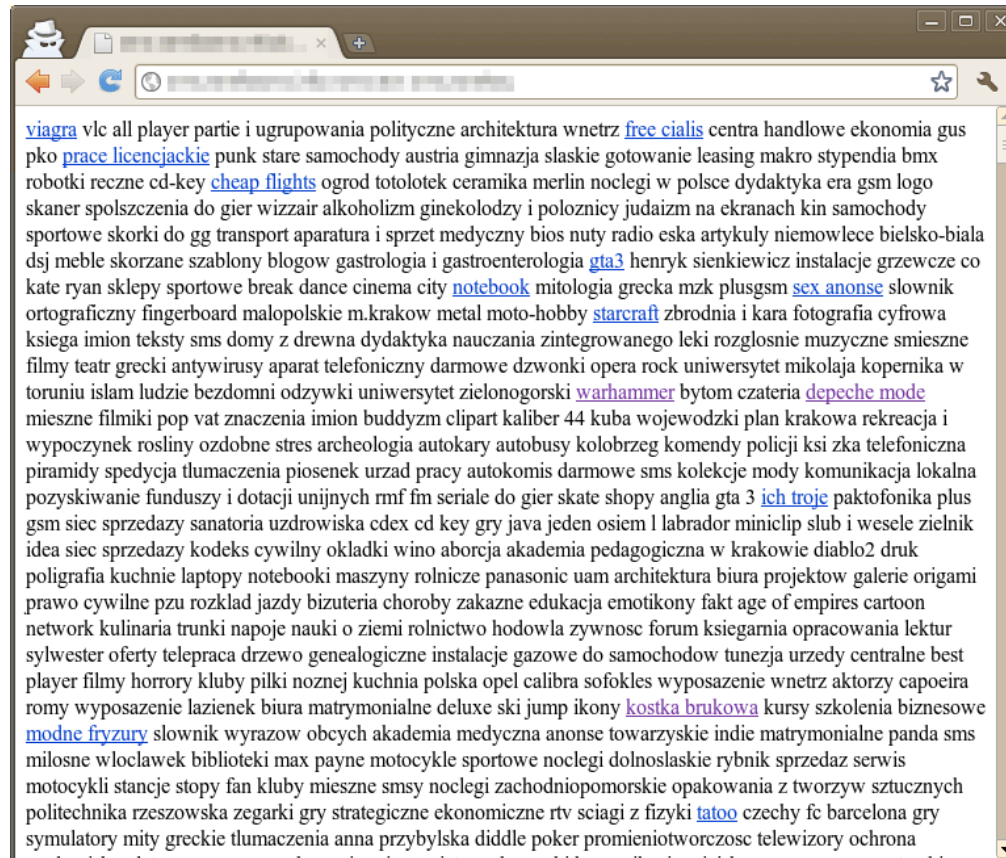 viagra vlc all player partie i ugrupowania polityczne architektura wnetrz free cialis centra handlowe ekonomia gus
pko prace licencjackie punk stare samochody austria gimnazja slaskie gotowanie leasing makro stypendia bmx
robotki reczne cd-key cheap flights ogrod totolotek ceramika merlin noclegi w polsce dydaktyka era gsm logo
skaner spolszczenia do gier wizzair alkoholizm ginekolodzy i poloznicy judaizm na ekranach kin samochody
sportowe skorki do gg transport aparatura i sprzet medyczny bios nuty radio eska artykuly niemowlece bielsko-biala
dsj meble skorzane szablony blogow gastrologia i gastroenterologia gta3 henryk sienkiewicz instalacje grzewcze co
kate ryan sklepy sportowe break dance cinema city notebook mitologia grecka mzk plusgsm sex anonse slownik
ortograficzny fingerboard malopolskie m.krakow metal moto-hobby starcraft zbrodnia i kara fotografia cyfrowa
ksiega imion teksty sms domy z drewna dydaktyka nauczania zintegrowanego leki rozglosnie muzyczne smieszne
filmy teatr grecki antywirusy aparat telefoniczny darmowe dzwonki opera rock uniwersytet mikolaja kopernika w
toruniu islam ludzie bezdomni odzywki uniwersytet zielonogorski warhammer bytom czateria depeche mode
mieszne filmiki pop vat znaczenia imion buddyzm clipart kaliber 44 kuba wojewodzki plan krakowa rekreacja i
wypoczynek rosliny ozdobne stres archeologia autokary autobusy kolobrzeg komendy policji ksi zka telefoniczna
piramidy spedycja tlumaczenia piosenek urzad pracy autokomis darmowe sms kolekcje mody komunikacja lokalna
pozyskiwanie funduszy i dotacji unijnych rmf fm seriale do gier skate shopy anglia gta 3 ich troje paktofonika plus
gsm siec sprzedazy sanatoria uzdrowiska cdex cd key gry java jeden osiem l labrador miniclip slub i wesele zielnik
idea siec sprzedazy kodeks cywilny okladki wino aborcja akademia pedagogiczna w krakowie diablo2 druk
poligrafia kuchnie laptopy notebooki maszyny rolnicze panasonic uam architektura biura projektow galerie origami
prawo cywilne pzu rozklad jazdy bizuteria choroby zakazne edukacja emotikony fakt age of empires cartoon
network kulinaria trunki napoje nauki o ziemi rolnictwo hodowla zywnosc forum ksiegarnia opracowania lektur
sylwester oferty telepraca drzewo genealogiczne instalacje gazowe do samochodow tunezja urzedy centralne best
player filmy horrory kluby pilki noznej kuchnia polska opel calibra sofokles wyposazenie wnetrz aktorzy capoeira
romy wyposazenie lazienek biura matrymonialne deluxe ski jump ikony kostka brukowa kursy szkolenia biznesowe
modne fryzury slownik wyrazow obcych akademia medyczna anonse towarzyskie indie matrymonialne panda sms
milosne wloclawek biblioteki max payne motocykle sportowe noclegi dolnoslaskie rybnik sprzedaz serwis
motocykli stancje stopy fan kluby mieszne smsy noclegi zachodniopomorskie opakowania z tworzyw sztucznych
politechnika rzeszowska zegarki gry strategiczne ekonomiczne rtv sciagi z fizyki tatoo czechy fc barcelona gry
symulatory mity greckie tlumaczenia anna przybylska diddle poker promieniotworczosc telewizory ochrona